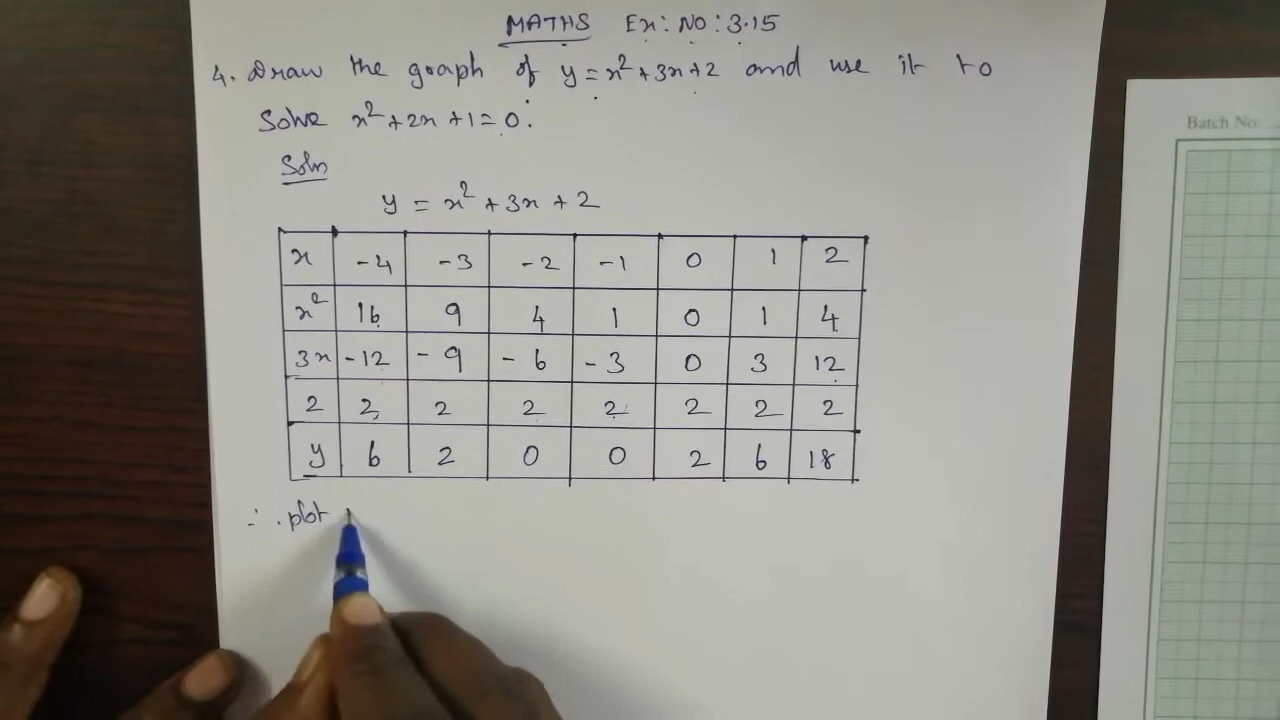 MATHS Ex: No: 3.15
4. Draw the graph of y = x² + 3x + 2 and use it to
Solve x² + 2x + 1 = 0.
Soln
y = x² + 3x + 2
x -4 -3 -2 -1 0 1 2
x² 16 9 4 1 0 1 4
3x -12 -9 -6 -3 0 3 12
2 2 2 2 2 2 2 2
y 6 2 0 0 2 6 18
∴ plot
Batch No: